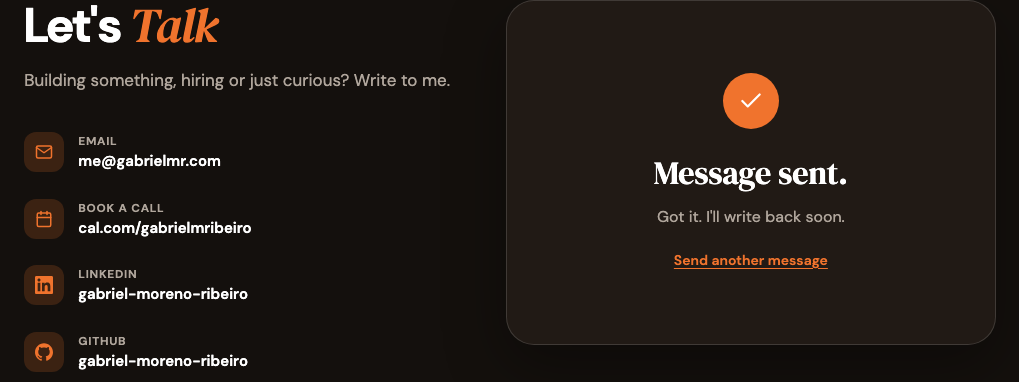 Let's Talk
Building something, hiring or just curious? Write to me.
EMAIL
me@gabrielmr.com
BOOK A CALL
cal.com/gabrielmribeiro
LINKEDIN
gabriel-moreno-ribeiro
GITHUB
gabriel-moreno-ribeiro
Message sent.
Got it. I'll write back soon.
Send another message